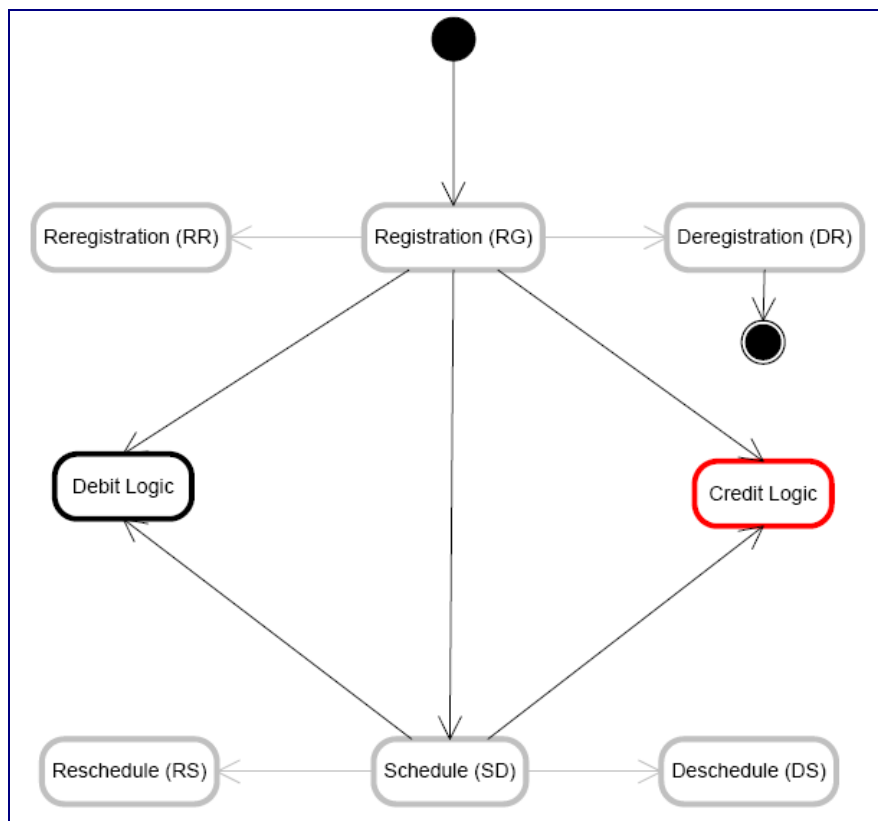 Reregistration (RR)
Registration (RG)
Deregistration (DR)
Debit Logic
Credit Logic
Reschedule (RS)
Schedule (SD)
Deschedule (DS)